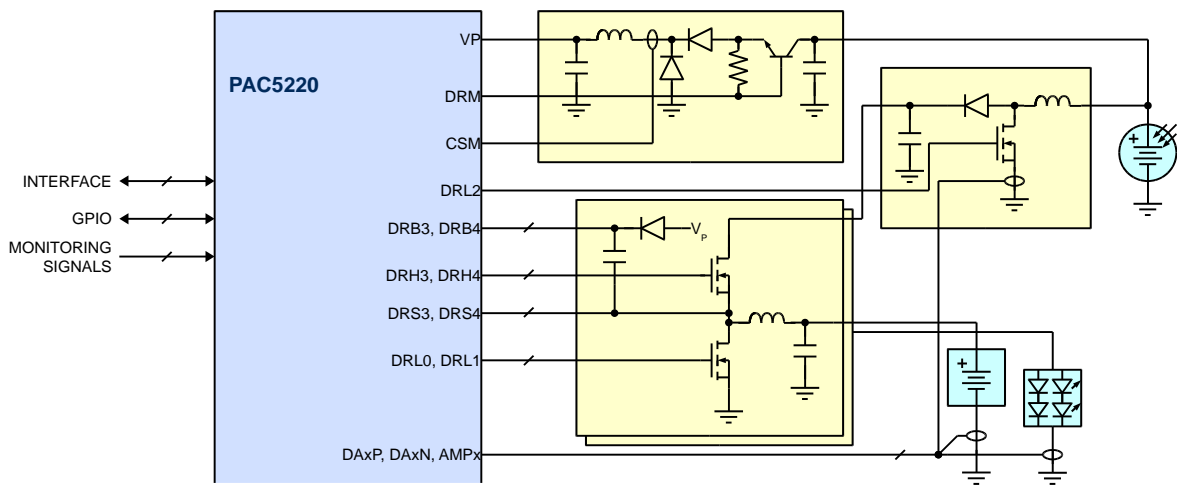 PAC5220
VP
DRM
CSM
DRL2
DRB3, DRB4
DRH3, DRH4
DRS3, DRS4
DRL0, DRL1
DAxP, DAxN, AMPx
INTERFACE
GPIO
MONITORING
SIGNALS
VP
+
+